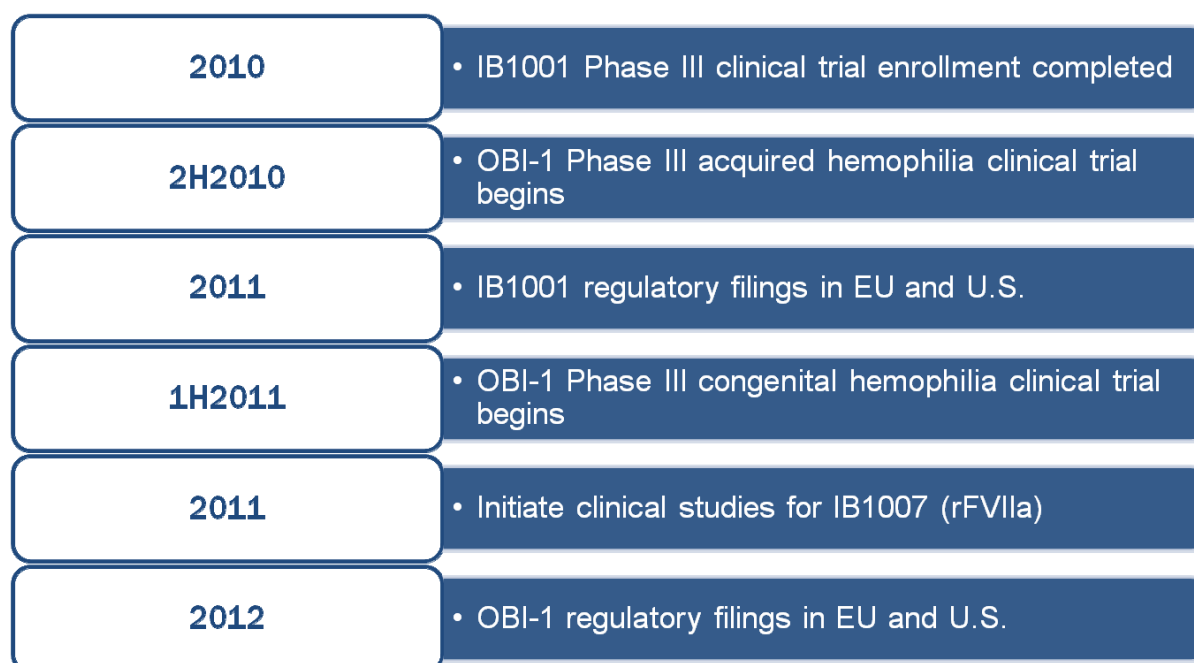 2010
• IB1001 Phase III clinical trial enrollment completed
2H2010
• OBI-1 Phase III acquired hemophilia clinical trial
begins
2011
• IB1001 regulatory filings in EU and U.S.
1H2011
• OBI-1 Phase III congenital hemophilia clinical trial
begins
2011
• Initiate clinical studies for IB1007 (rFVIIa)
2012
• OBI-1 regulatory filings in EU and U.S.